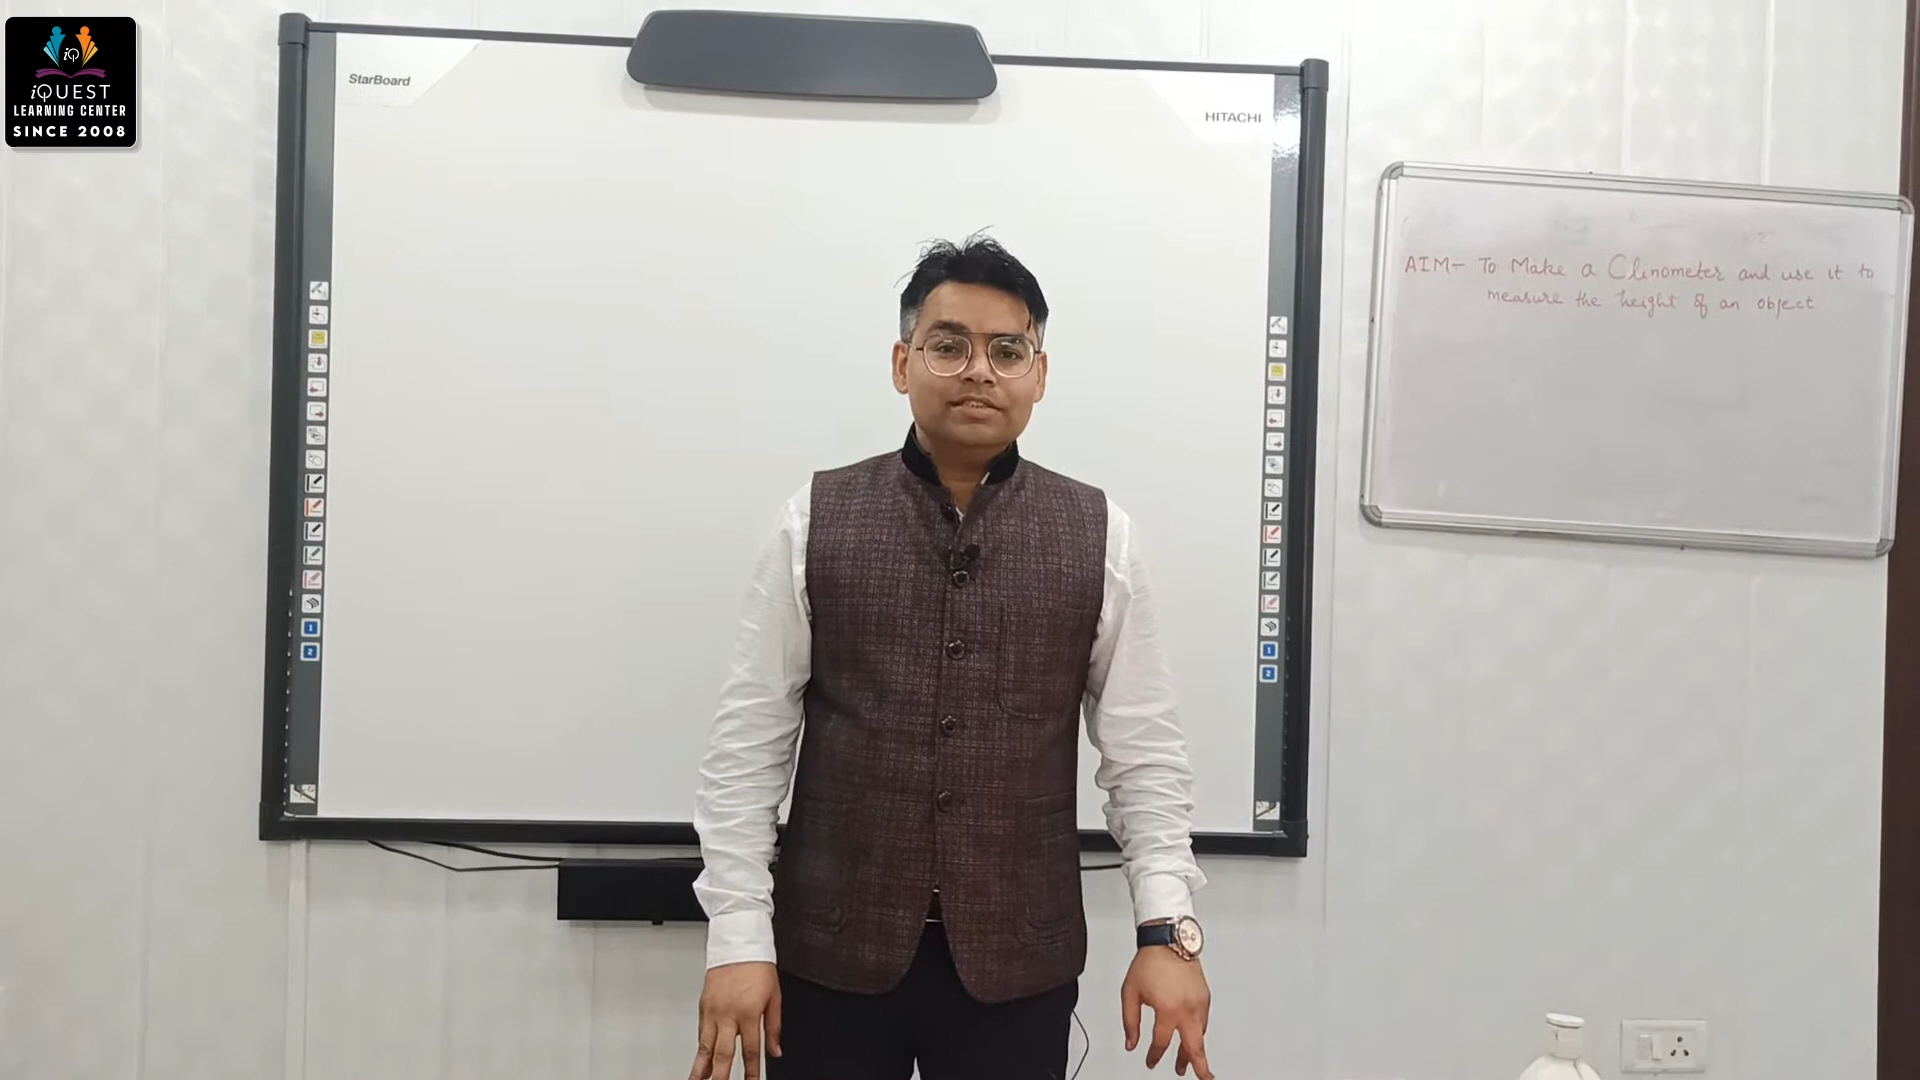 iQ
iQUEST
LEARNING CENTER
SINCE 2008
StarBoard
HITACHI
AIM- To Make a Clinometer and use it to
measure the height of an object
1
2
1
2